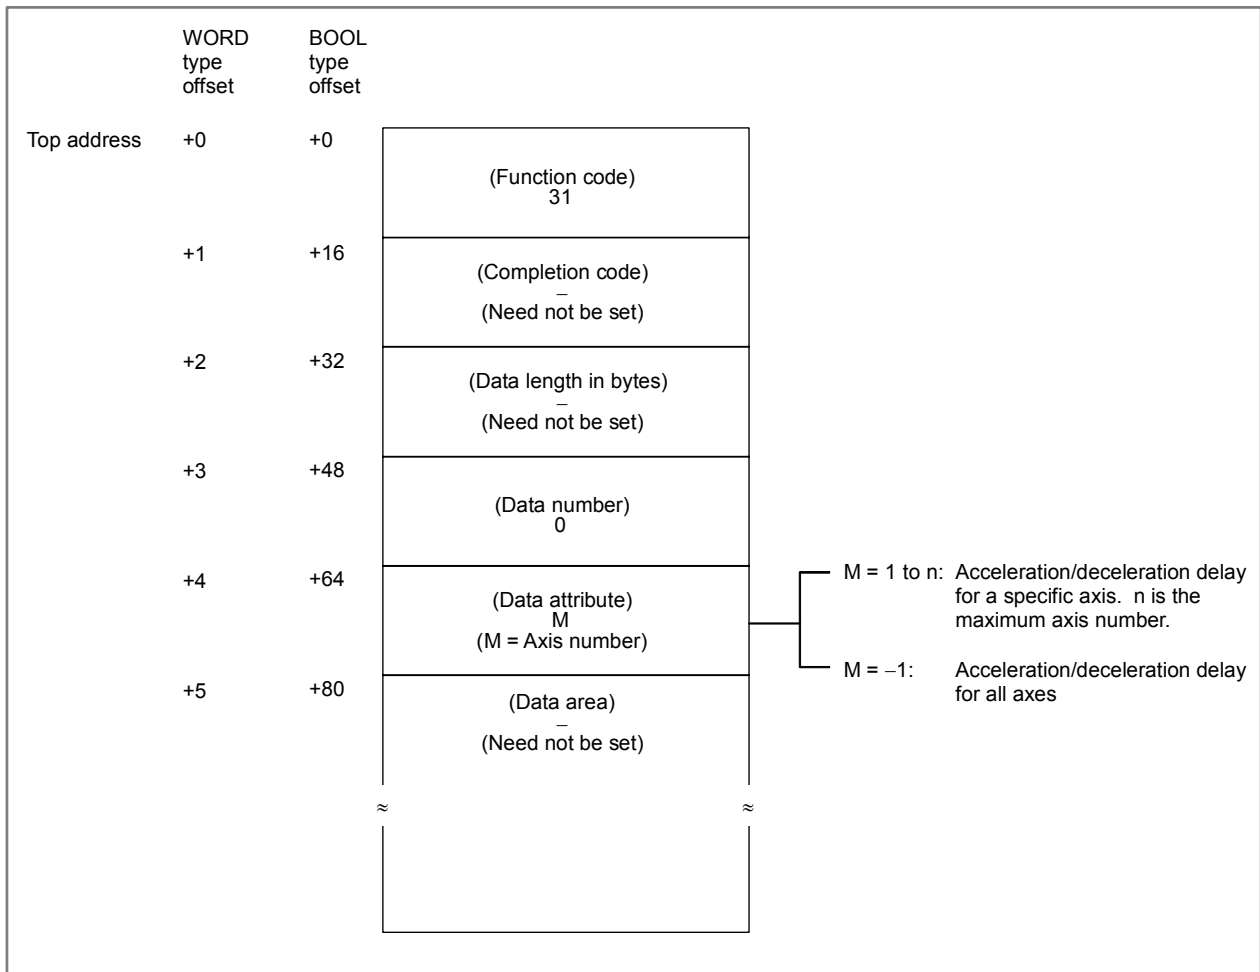 WORD
type
offset
BOOL
type
offset
Top address +0 +0
(Function code)
31
+1 +16
(Completion code)
–
(Need not be set)
+2 +32
(Data length in bytes)
–
(Need not be set)
+3 +48
(Data number)
0
+4 +64
(Data attribute)
M
(M = Axis number)
M = 1 to n: Acceleration/deceleration delay
for a specific axis. n is the
maximum axis number.
M = –1: Acceleration/deceleration delay
for all axes
+5 +80
(Data area)
–
(Need not be set)
≈ ≈